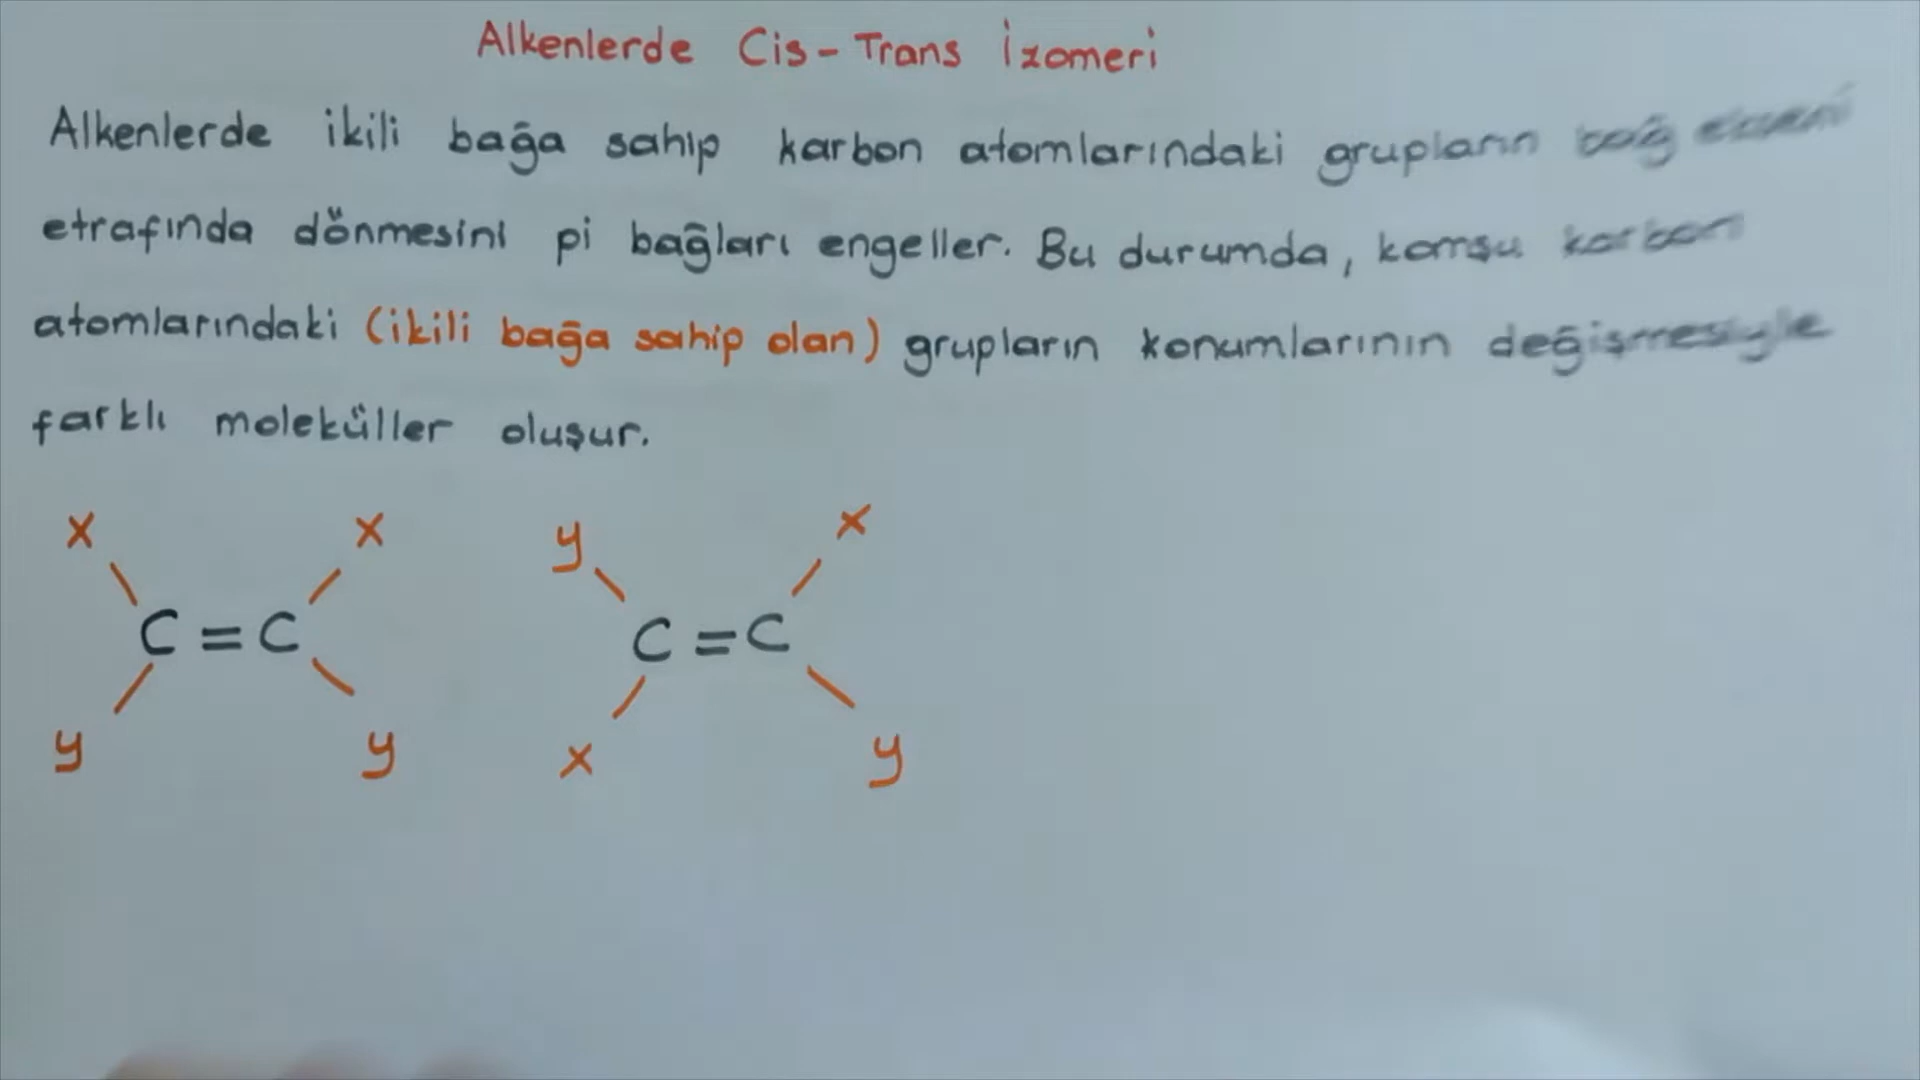 Alkenlerde Cis-Trans İzomeri
Alkenlerde ikili bağa sahip karbon atomlarındaki grupların bağ
etrafında dönmesini pi bağları engeller. Bu durumda, komşu karbon
atomlarındaki (ikili bağa sahip olan) grupların konumlarının değişmesiyle
farklı moleküller oluşur.
x x y x
C = C C = C
y y x y